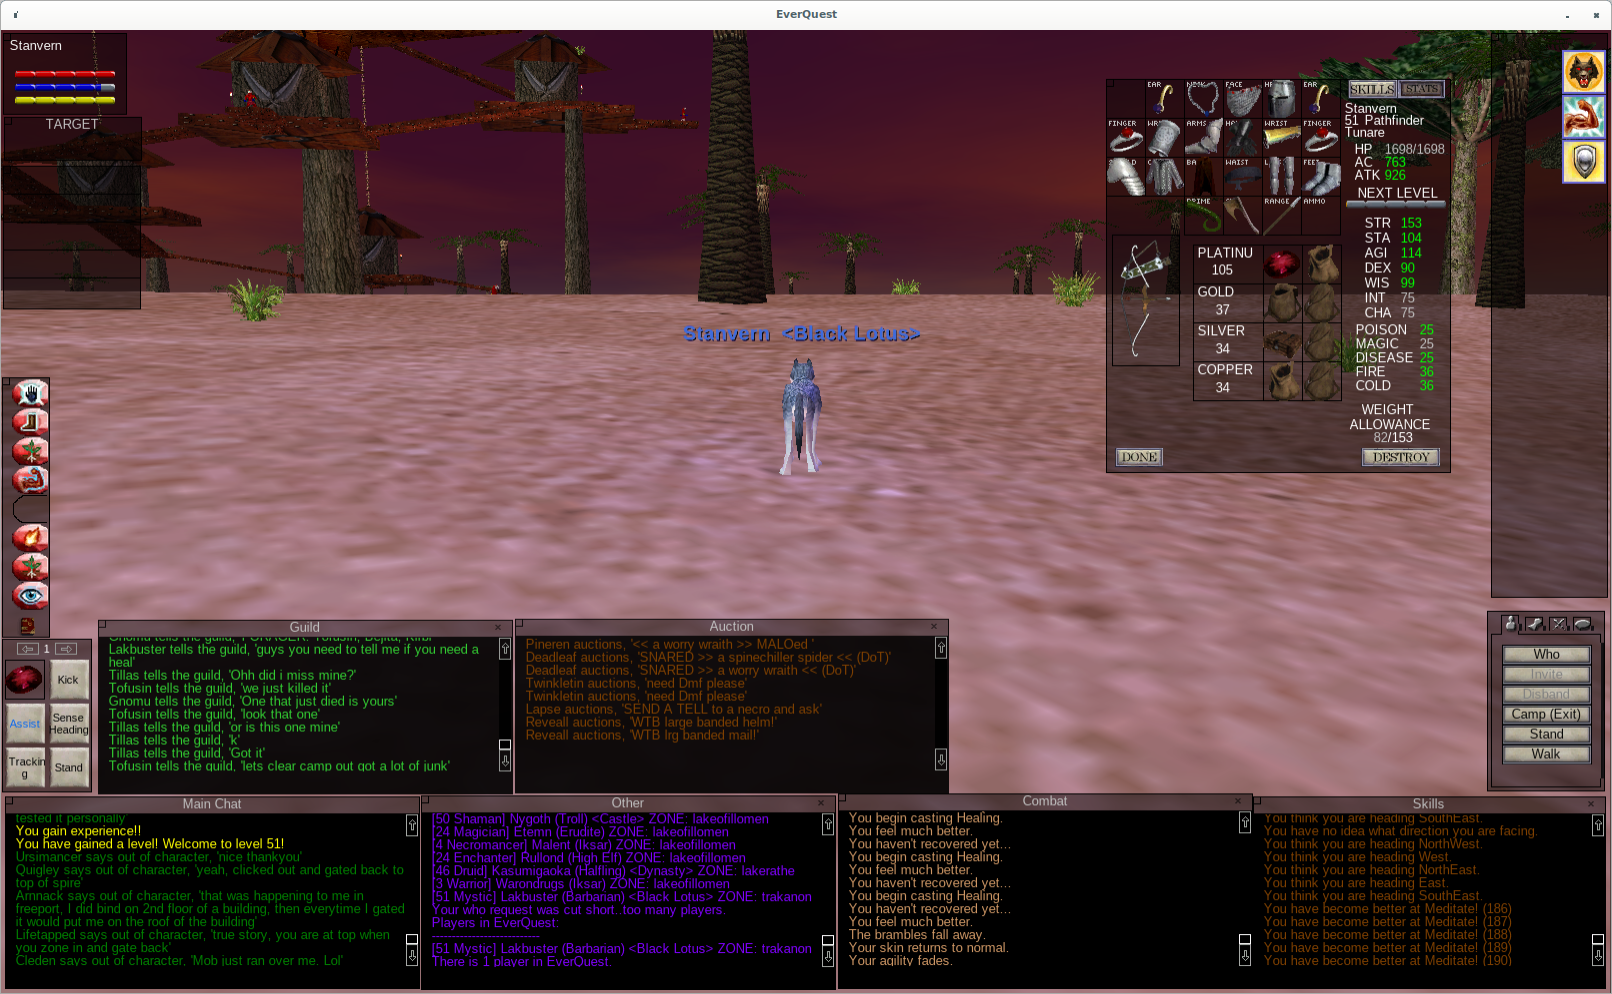 EverQuest
Stanvern
TARGET
Stanvern <Black Lotus>
EAR
NECK
FACE
EAR
FINGER
ARMS
WRIST
FINGER
WAIST
RANGE
AMMO
SKILLS
STATS
Stanvern
51 Pathfinder
Tunare
HP 1698/1698
AC 763
ATK 926
NEXT LEVEL
STR 153
STA 104
AGI 114
DEX 90
WIS 99
INT 75
CHA 75
POISON 25
MAGIC 25
DISEASE 25
FIRE 36
COLD 36
WEIGHT
ALLOWANCE
82/153
PLATINU
105
GOLD
37
SILVER
34
COPPER
34
DONE
DESTROY
1
Kick
Assist
Sense
Heading
Trackin
g
Stand
Guild
Gnomu tells the guild, 'FORAGER: Tofusin, Bejita, Kirbi'
Lakbuster tells the guild, 'guys you need to tell me if you need a
heal'
Tillas tells the guild, 'Ohh did i miss mine?'
Tofusin tells the guild, 'we just killed it'
Gnomu tells the guild, 'One that just died is yours'
Tofusin tells the guild, 'look that one'
Tillas tells the guild, 'or is this one mine'
Tillas tells the guild, 'k'
Tillas tells the guild, 'Got it'
Tofusin tells the guild, 'lets clear camp out got a lot of junk'
Auction
Pineren auctions, '<< a worry wraith >> MALOed '
Deadleaf auctions, 'SNARED >> a spinechiller spider << (DoT)'
Deadleaf auctions, 'SNARED >> a worry wraith << (DoT)'
Twinkletin auctions, 'need Dmf please'
Twinkletin auctions, 'need Dmf please'
Lapse auctions, 'SEND A TELL to a necro and ask'
Reveall auctions, 'WTB large banded helm!'
Reveall auctions, 'WTB lrg banded mail!'
Who
Invite
Disband
Camp (Exit)
Stand
Walk
Main Chat
tested it personally
You gain experience!!
You have gained a level! Welcome to level 51!
Ursimancer says out of character, 'nice thankyou'
Quigley says out of character, 'yeah, clicked out and gated back to
top of spire'
Amnack says out of character, 'that was happening to me in
freeport, I did bind on 2nd floor of a building, then everytime I gated
it would put me on the roof of the building'
Lifetapped says out of character, 'true story, you are at top when
you zone in and gate back'
Cleden says out of character, 'Mob just ran over me. Lol'
Other
[50 Shaman] Nygoth (Troll) <Castle> ZONE: lakeofillomen
[24 Magician] Etemn (Erudite) ZONE: lakeofillomen
[4 Necromancer] Malent (Iksar) ZONE: lakeofillomen
[24 Enchanter] Rullond (High Elf) ZONE: lakeofillomen
[46 Druid] Kasumigaoka (Halfling) <Dynasty> ZONE: lakerathe
[3 Warrior] Warondrugs (Iksar) ZONE: lakeofillomen
[51 Mystic] Lakbuster (Barbarian) <Black Lotus> ZONE: trakanon
Your who request was cut short..too many players.
Players in EverQuest:
---------------------------
[51 Mystic] Lakbuster (Barbarian) <Black Lotus> ZONE: trakanon
There is 1 player in EverQuest.
Combat
You begin casting Healing.
You feel much better.
You haven't recovered yet...
You begin casting Healing.
You feel much better.
You haven't recovered yet...
You begin casting Healing.
You haven't recovered yet...
You feel much better.
The brambles fall away.
Your skin returns to normal.
Your agility fades.
Skills
You think you are heading SouthEast.
You have no idea what direction you are facing.
You think you are heading NorthWest.
You think you are heading West.
You think you are heading NorthEast.
You think you are heading East.
You think you are heading SouthEast.
You have become better at Meditate! (186)
You have become better at Meditate! (187)
You have become better at Meditate! (188)
You have become better at Meditate! (189)
You have become better at Meditate! (190)